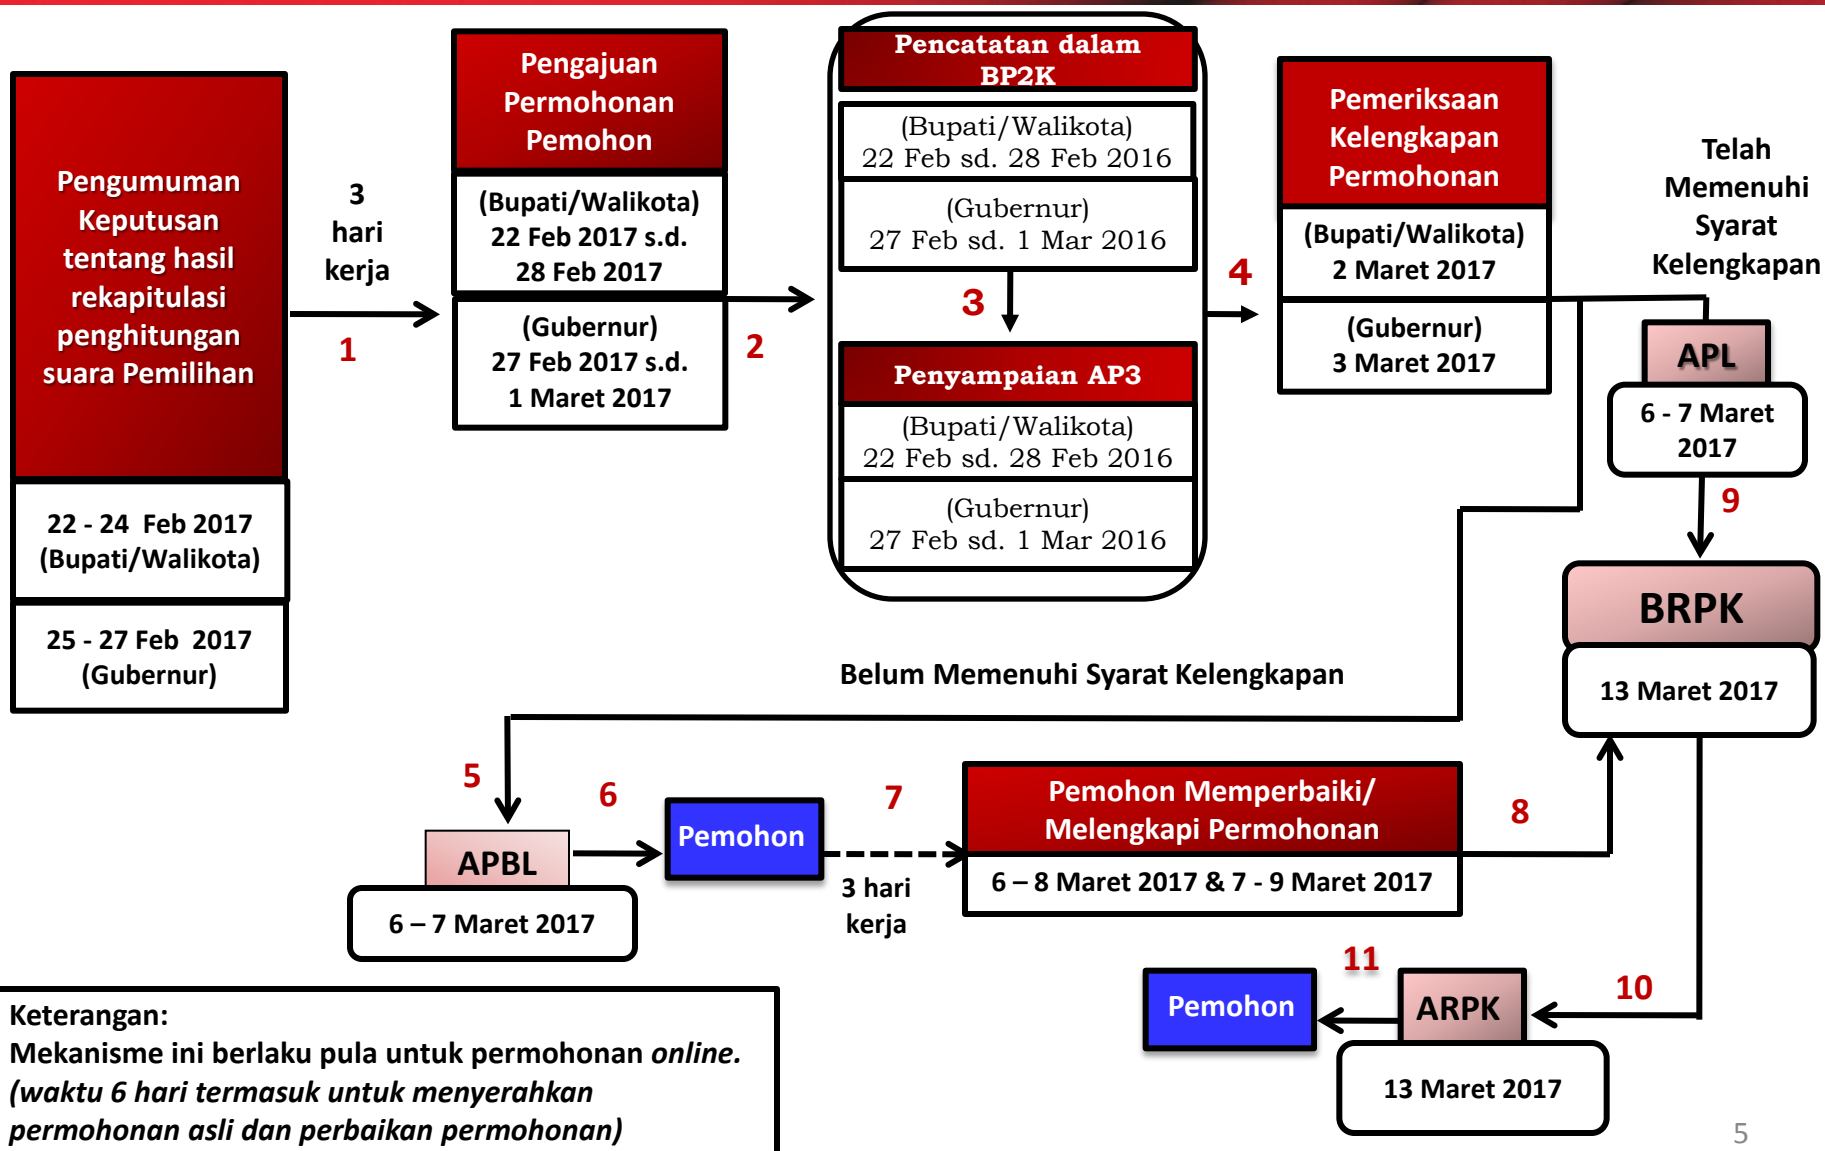 Pengumuman
Keputusan
tentang hasil
rekapitulasi
penghitungan
suara Pemilihan
22 - 24 Feb 2017
(Bupati/Walikota)
25 - 27 Feb 2017
(Gubernur)
3
hari
kerja
1
Pengajuan
Permohonan
Pemohon
(Bupati/Walikota)
22 Feb 2017 s.d.
28 Feb 2017
(Gubernur)
27 Feb 2017 s.d.
1 Maret 2017
2
Pencatatan dalam
BP2K
(Bupati/Walikota)
22 Feb sd. 28 Feb 2016
(Gubernur)
27 Feb sd. 1 Mar 2016
3
Penyampaian AP3
(Bupati/Walikota)
22 Feb sd. 28 Feb 2016
(Gubernur)
27 Feb sd. 1 Mar 2016
4
Pemeriksaan
Kelengkapan
Permohonan
(Bupati/Walikota)
2 Maret 2017
(Gubernur)
3 Maret 2017
Telah
Memenuhi
Syarat
Kelengkapan
APL
6 - 7 Maret
2017
9
BRPK
13 Maret 2017
Belum Memenuhi Syarat Kelengkapan
5
APBL
6 – 7 Maret 2017
6
Pemohon
7
3 hari
kerja
Pemohon Memperbaiki/
Melengkapi Permohonan
6 – 8 Maret 2017 & 7 - 9 Maret 2017
8
10
ARPK
13 Maret 2017
11
Pemohon
Keterangan:
Mekanisme ini berlaku pula untuk permohonan online.
(waktu 6 hari termasuk untuk menyerahkan
permohonan asli dan perbaikan permohonan)
5